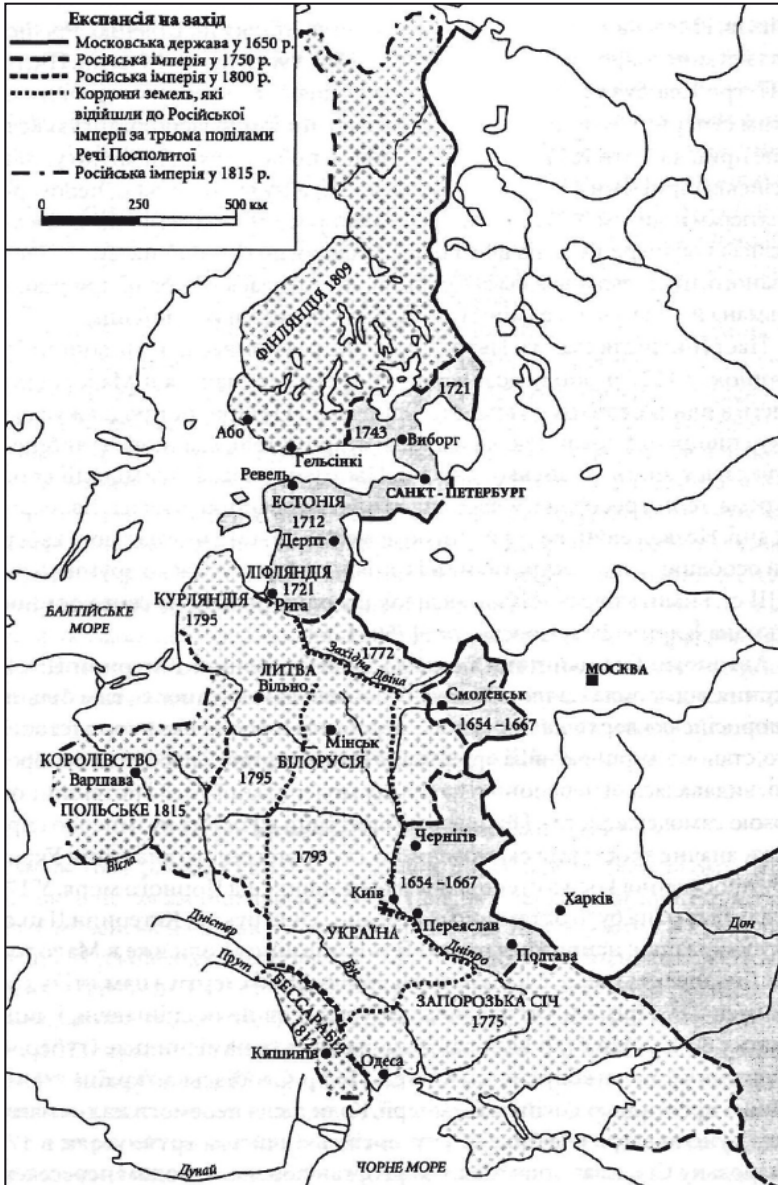 Експансія на захід
Московська держава у 1650 р.
Російська імперія у 1750 р.
Російська імперія у 1800 р.
Кордони земель, які
відійшли до Російської
імперії за трьома поділами
Речі Посполитої
Російська імперія у 1815 р.
0 250 500 км
ФІНЛЯНДІЯ 1809
1721
1743
Або
Виборг
Гельсінкі
Ревель
САНКТ - ПЕТЕРБУРГ
ЕСТОНІЯ
1712
Дерпт
ЛІФЛЯНДІЯ
КУРЛЯНДІЯ
Рига
1795
БАЛТІЙСЬКЕ
МОРЕ
1772
Західна Двіна
МОСКВА
ЛИТВА
Вільно
Смоленськ
1654 -1667
Мінськ
БІЛОРУСІЯ
КОРОЛІВСТВО
Варшава
1795
ПОЛЬСЬКЕ 1815
Чернігів
1793
Вісла
1654 -1667
Київ
Харків
Переяслав
Дністер
УКРАЇНА
Дніпро
Полтава
Дон
Прут
Буг
ЗАПОРОЗЬКА СІЧ
1775
БЕССАРАБІЯ
1812
Кишинів
Одеса
Дунай
ЧОРНЕ МОРЕ